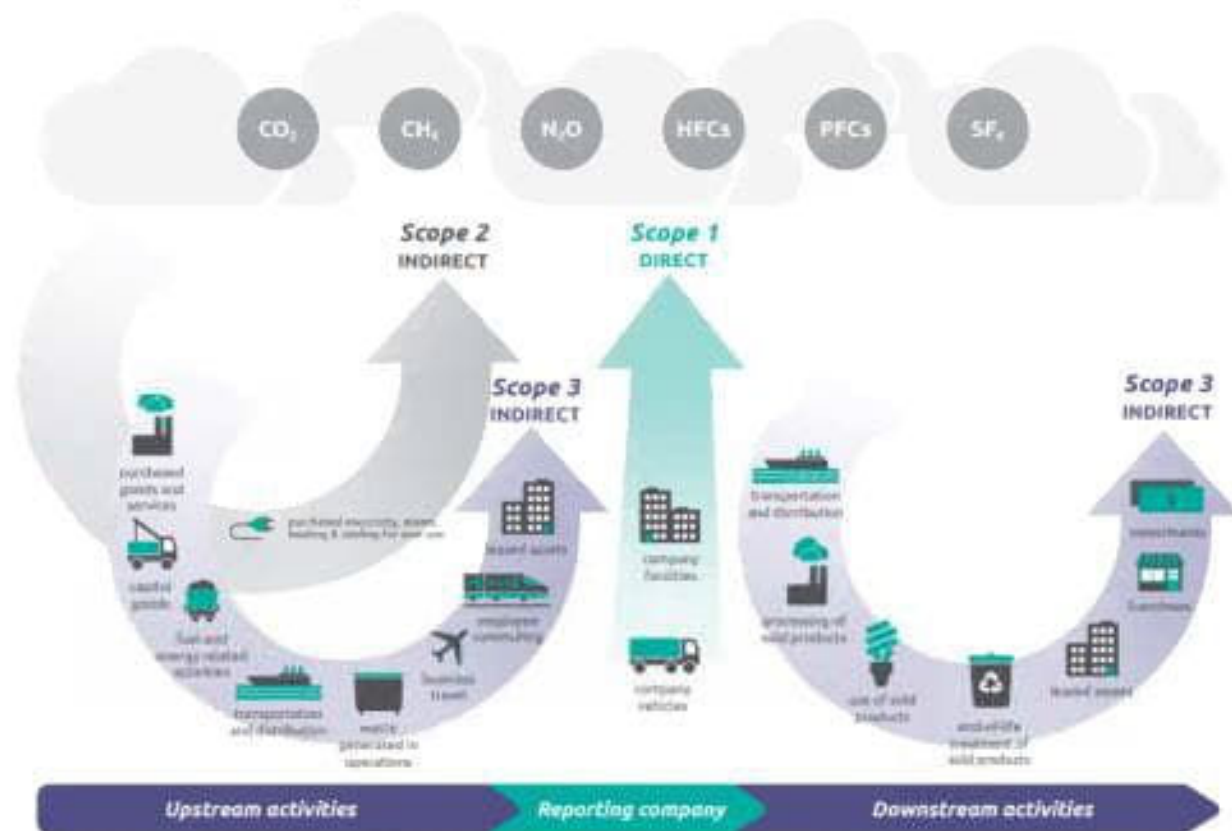 CO₂
CH₄
N₂O
HFCs
PFCs
SF₆
Scope 2
INDIRECT
Scope 1
DIRECT
Scope 3
INDIRECT
Scope 3
INDIRECT
purchased
goods and
services
capital
goods
fuel and
energy related
activities
transportation
and distribution
waste
generated in
operations
business
travel
employee
commuting
leased assets
purchased electricity, steam,
heating & cooling for own use
company
facilities
company
vehicles
transportation
and distribution
processing of
sold products
use of sold
products
end-of-life
treatment of
sold products
leased assets
franchises
investments
Upstream activities
Reporting company
Downstream activities